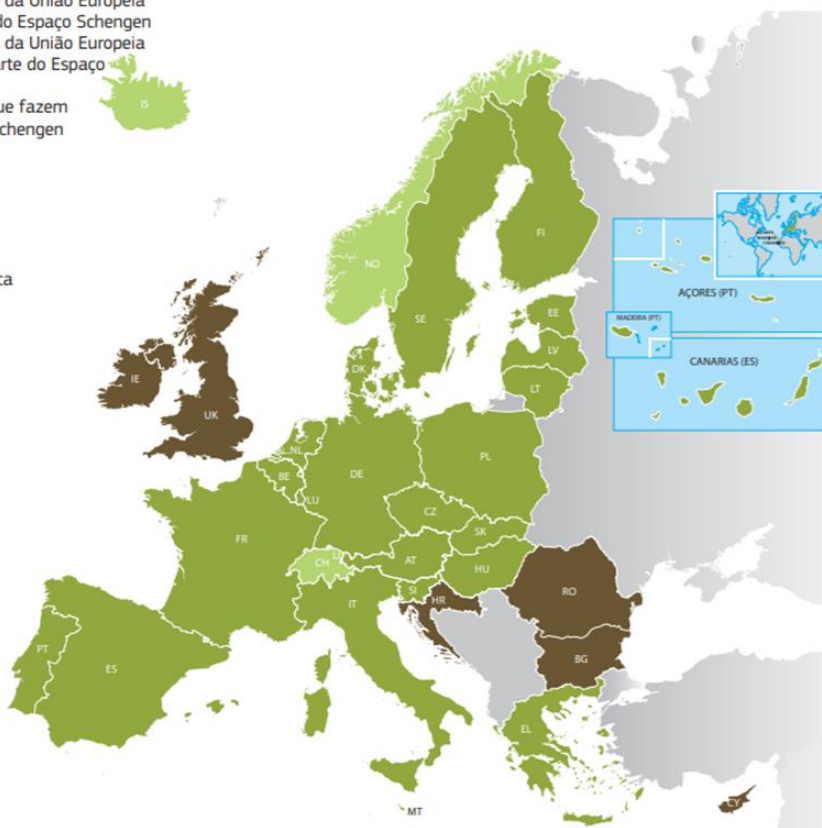 da União Europeia
do Espaço Schengen
da União Europeia
arte do Espaço
ue fazem
chengen
ca
IS
NO
SE
FI
EE
LV
LT
DK
IE
UK
NL
BE
LU
DE
PL
CZ
SK
FR
CH
LI
AT
HU
SI
HR
IT
RO
BG
PT
ES
EL
MT
CY
AÇORES (PT)
MADEIRA (PT)
CANARIAS (ES)